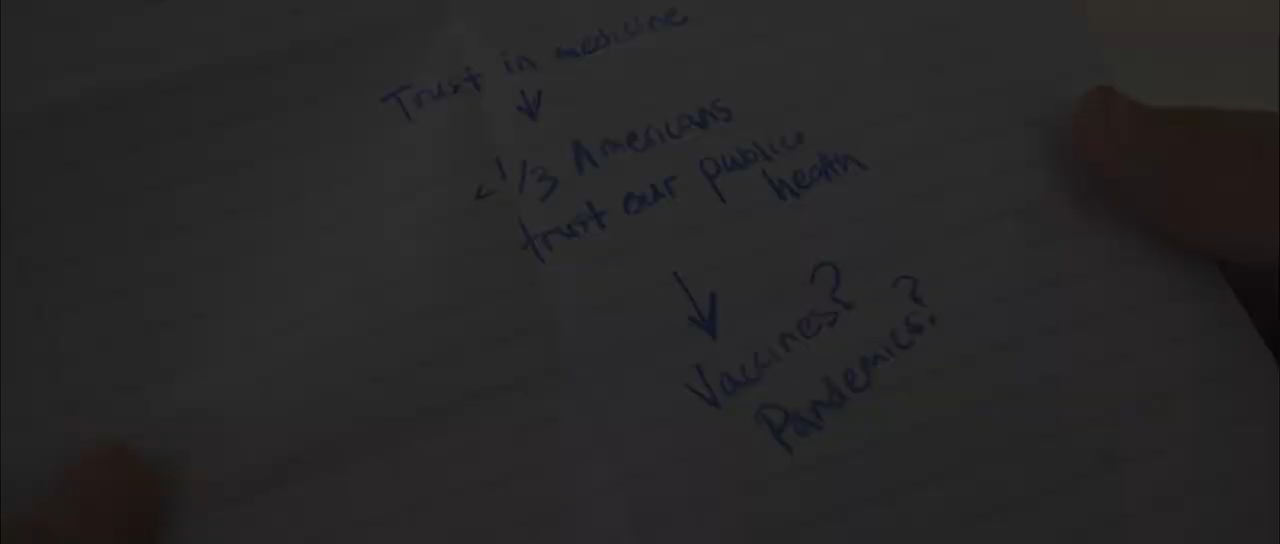 Trust in medicine
↓
<1/3 Americans
trust our public
health
↓
Vaccines?
Pandemics?